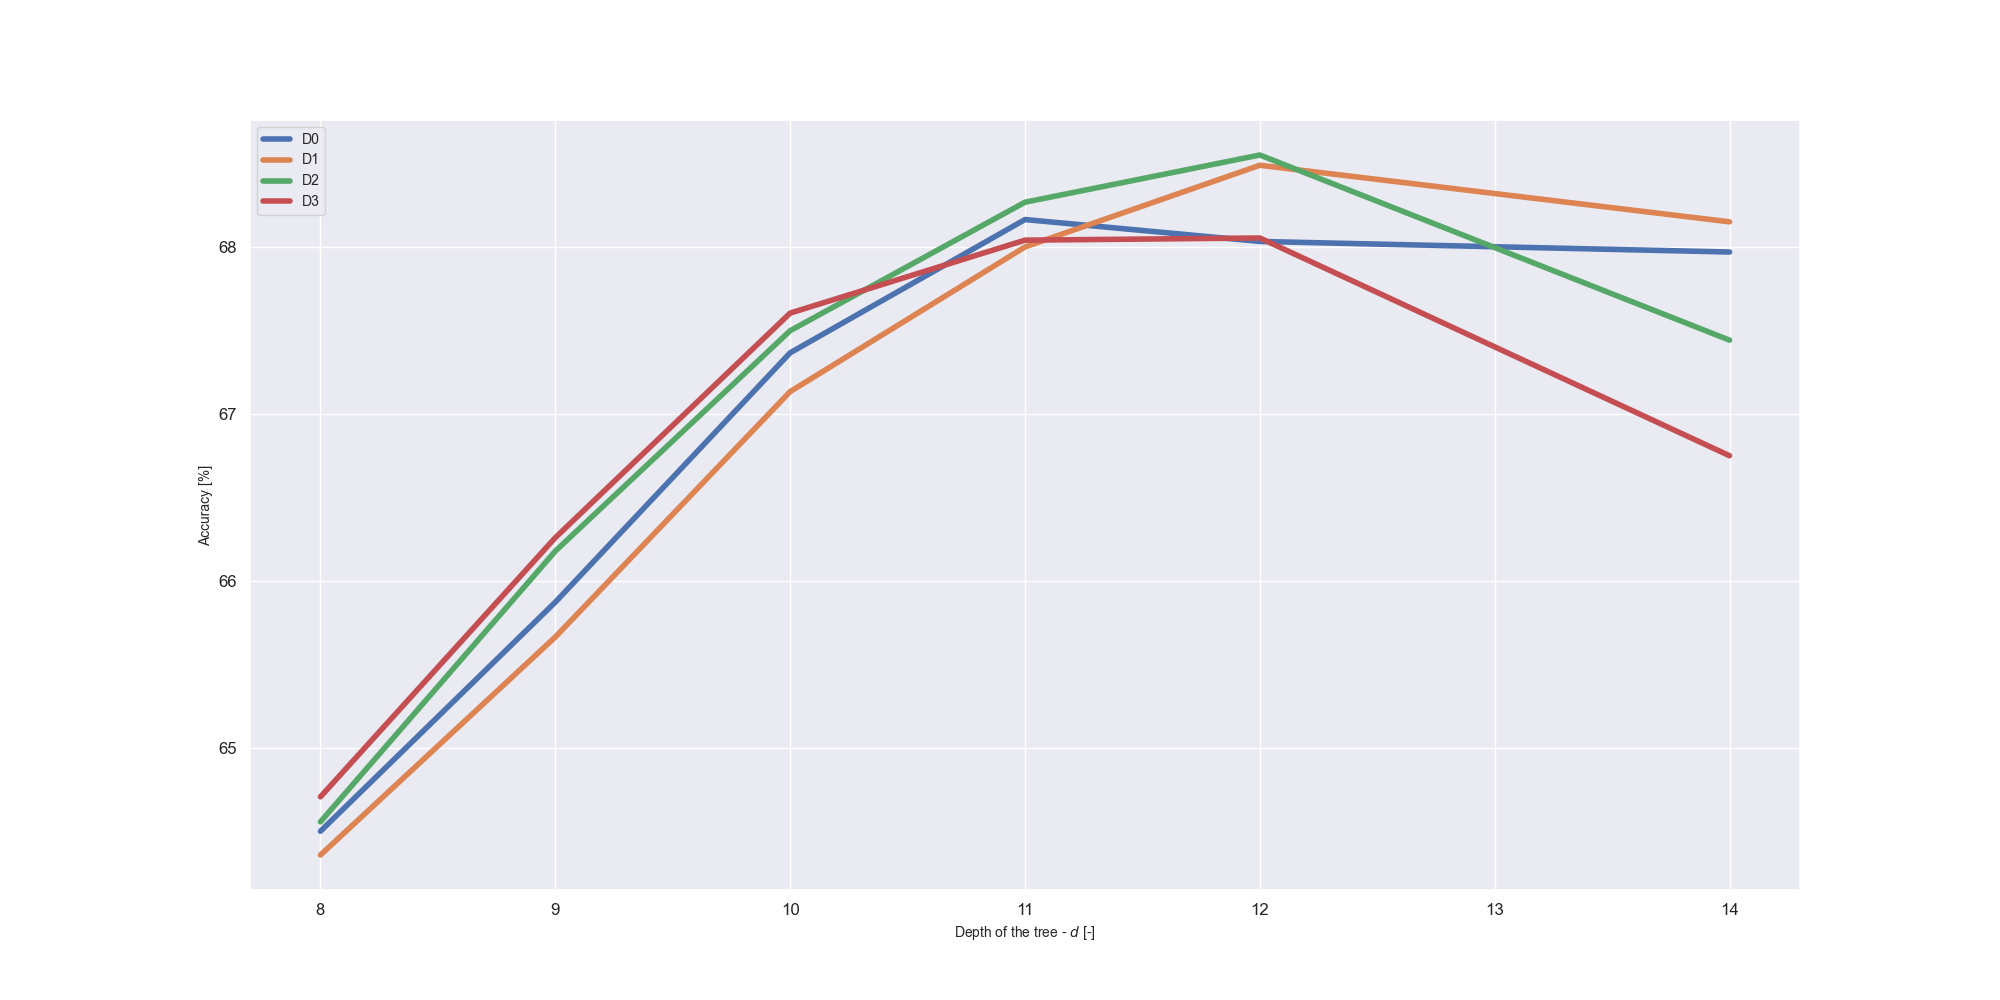 D0
D1
D2
D3
68
67
66
65
Accuracy [%]
8 9 10 11 12 13 14
Depth of the tree - d [-]